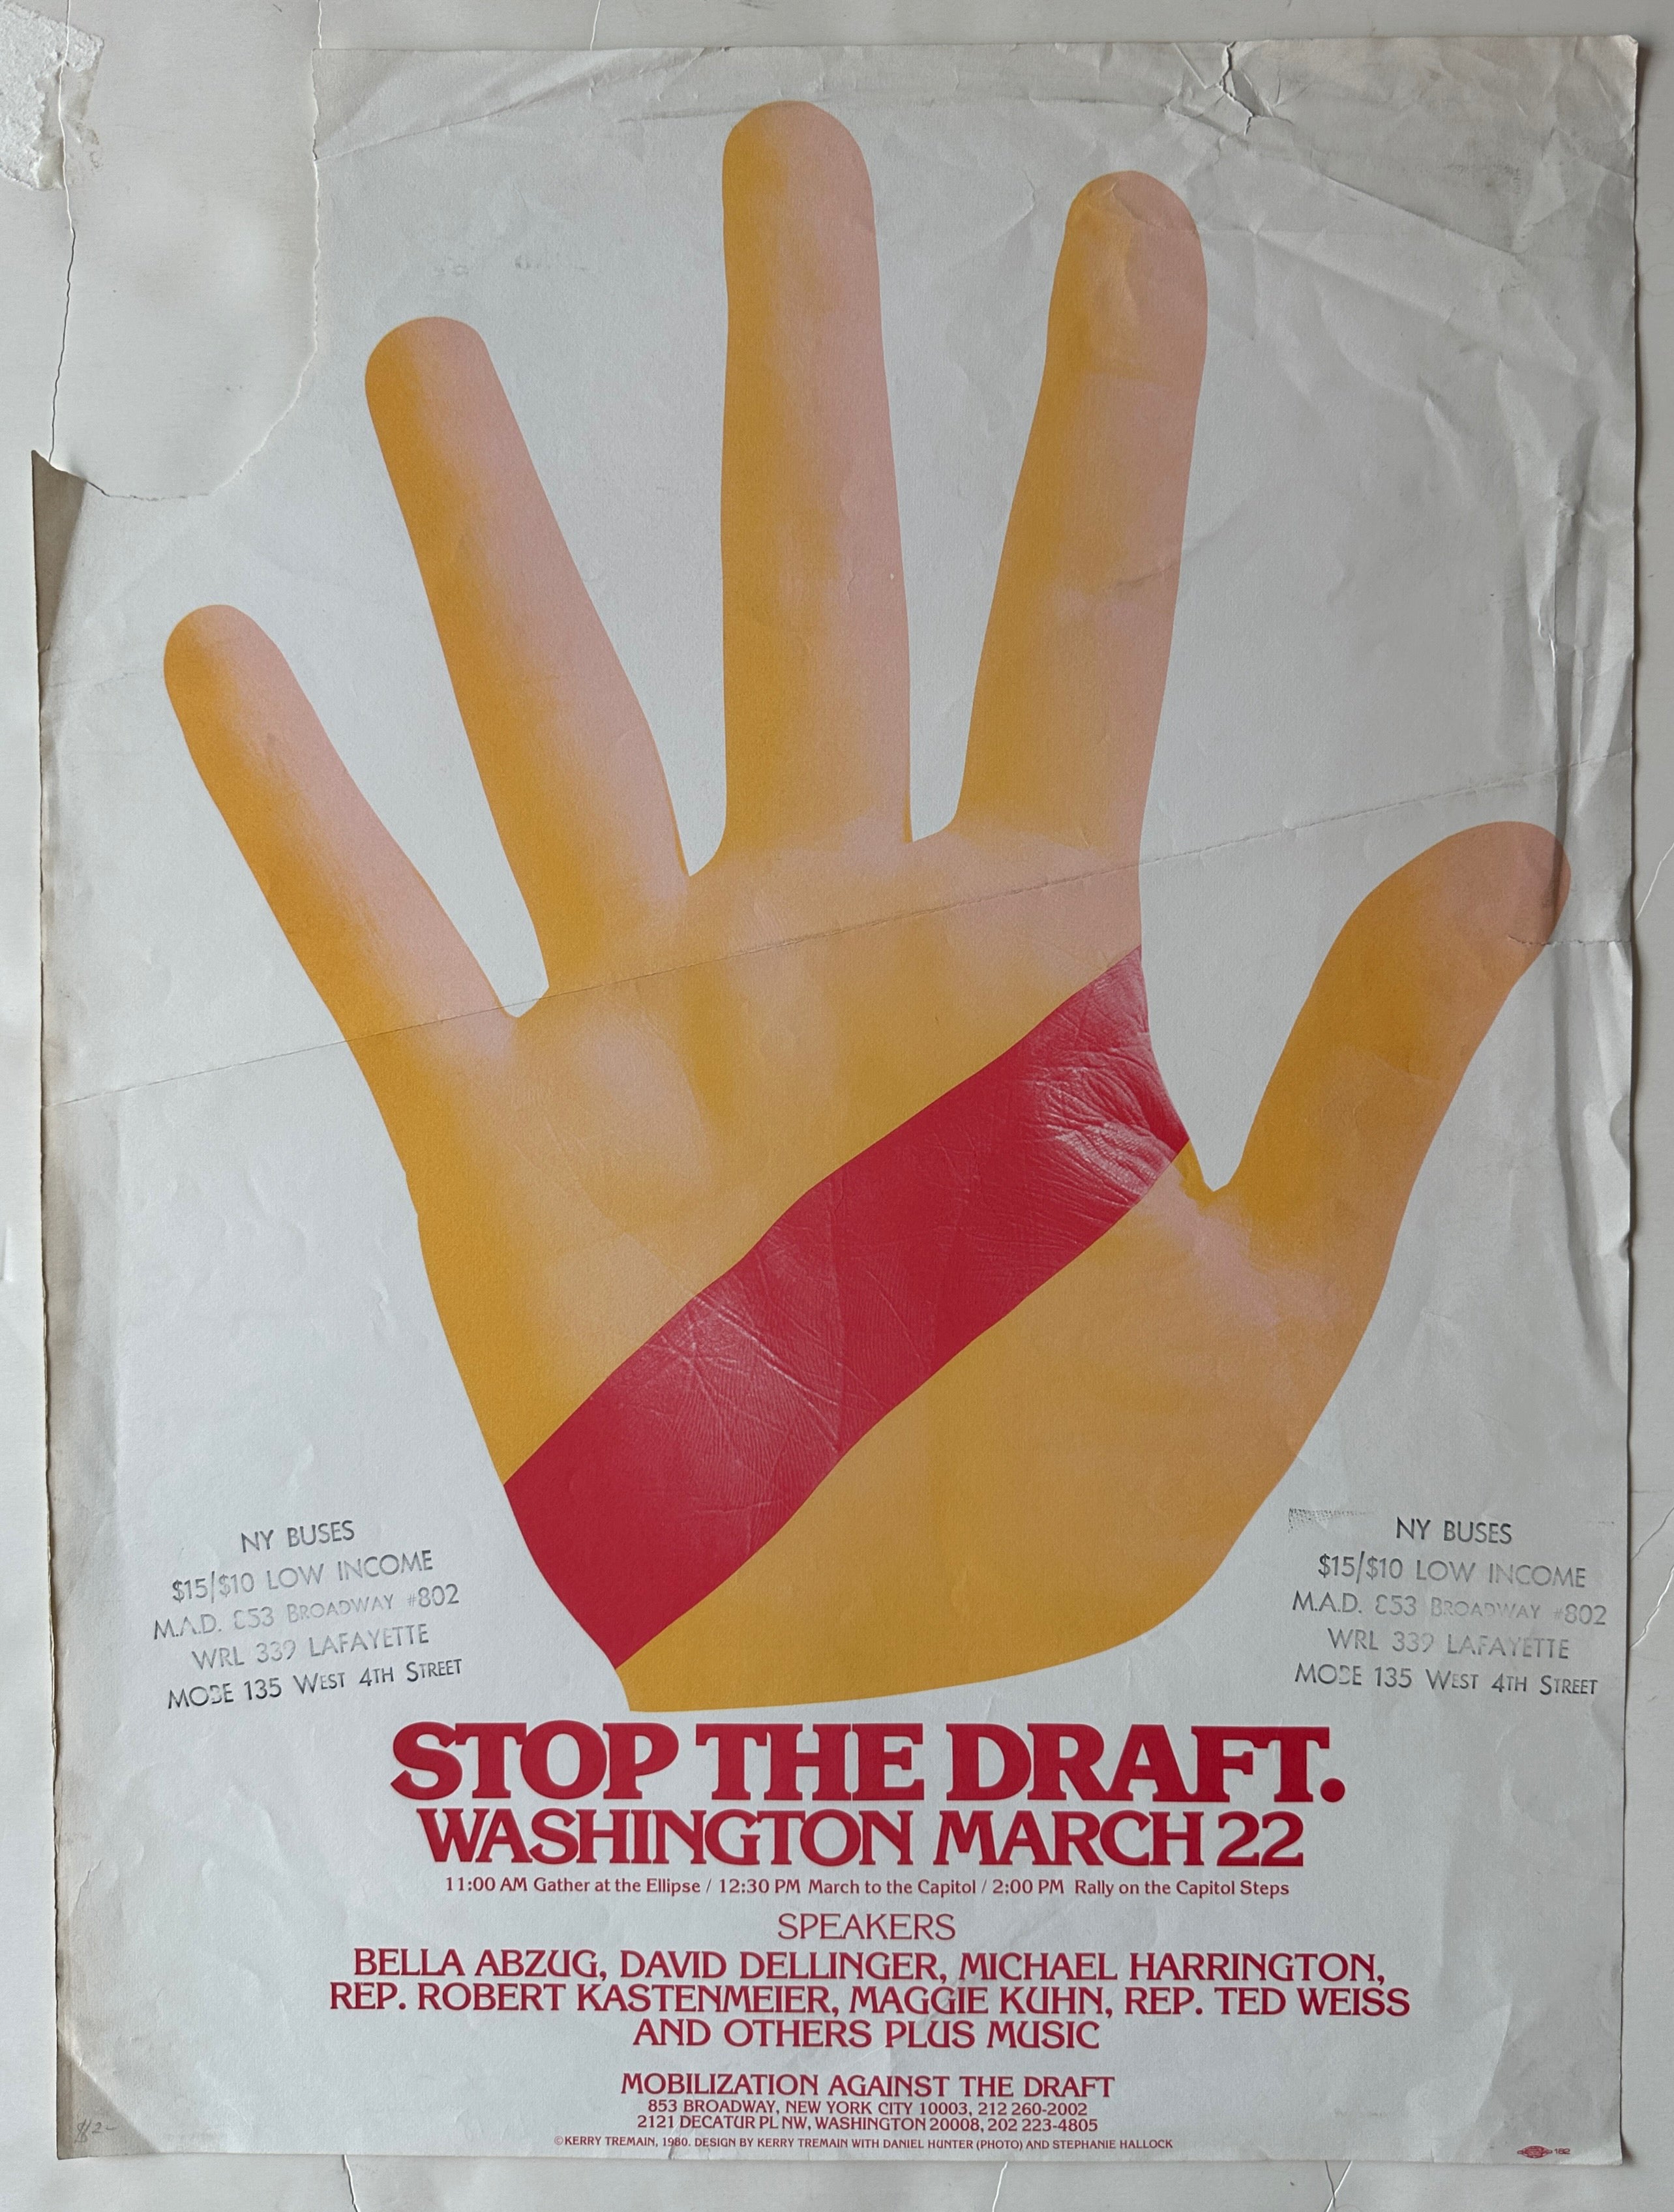 NY BUSES
$15/$10 LOW INCOME
M.A.D. 853 BROADWAY #802
WRL 339 LAFAYETTE
MOBE 135 WEST 4TH STREET
NY BUSES
$15/$10 LOW INCOME
M.A.D. 853 BROADWAY #802
WRL 339 LAFAYETTE
MOBE 135 WEST 4TH STREET
STOP THE DRAFT.
WASHINGTON MARCH 22
11:00 AM Gather at the Ellipse / 12:30 PM March to the Capitol / 2:00 PM Rally on the Capitol Steps
SPEAKERS
BELLA ABZUG, DAVID DELLINGER, MICHAEL HARRINGTON,
REP. ROBERT KASTENMEIER, MAGGIE KUHN, REP. TED WEISS
AND OTHERS PLUS MUSIC
MOBILIZATION AGAINST THE DRAFT
853 BROADWAY, NEW YORK CITY 10003, 212 260-2002
2121 DECATUR PL NW, WASHINGTON 20008, 202 223-4805
©KERRY TREMAIN, 1980. DESIGN BY KERRY TREMAIN WITH DANIEL HUNTER (PHOTO) AND STEPHANIE HALLOCK
$2-